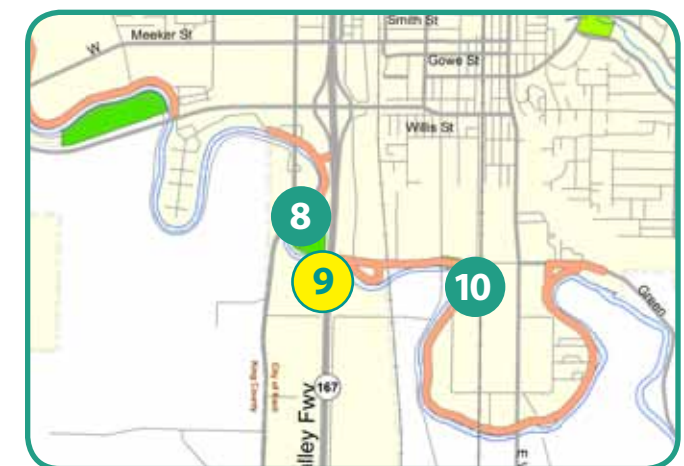 Smith St
Meeker St
W
Gowe St
Willis St
8
9
10
Green
City of Kent
King County
167
lley Fwy
E